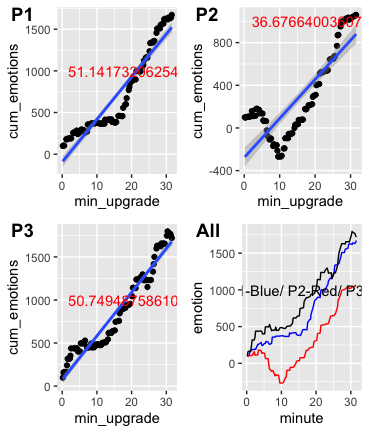 P1
cum_emotions
1500
1000
500
0
51.141732
0 10 20 30
min_upgrade
P2
cum_emotions
800
400
0
-400
36.67664003607
0 10 20 30
min_upgrade
P3
cum_emotions
1500
1000
500
0
50.74948758610
0 10 20 30
min_upgrade
All
emotion
1500
1000
500
0
-Blue/ P2-Red/ P3
0 10 20 30
minute